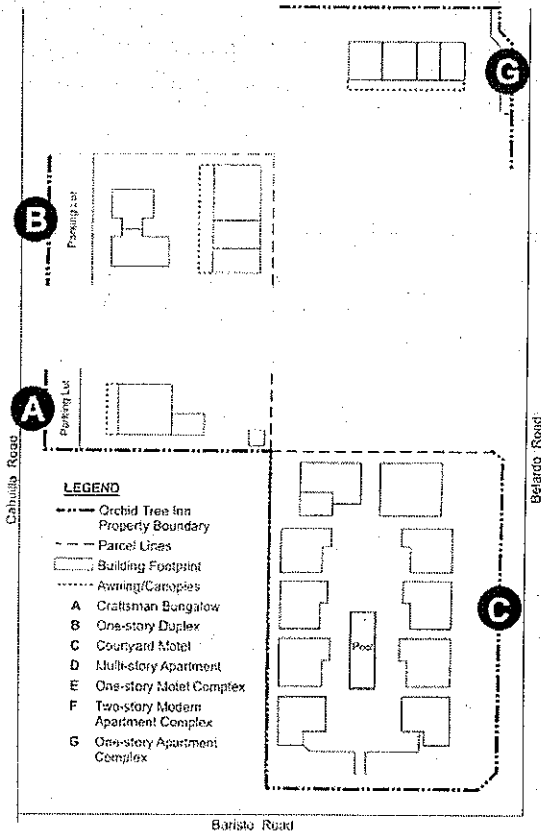 G
B
Parking Lot
A
Parking Lot
Cahuilla Road
Belardo Road
LEGEND
Orchid Tree Inn
Property Boundary
Parcel Lines
Building Footprint
Awning/Canopies
A Craftsman Bungalow
B One-story Duplex
C Courtyard Motel
D Multi-story Apartment
E One-story Motel Complex
F Two-story Modern
Apartment Complex
G One-story Apartment
Complex
C
Pool
Baristo Road